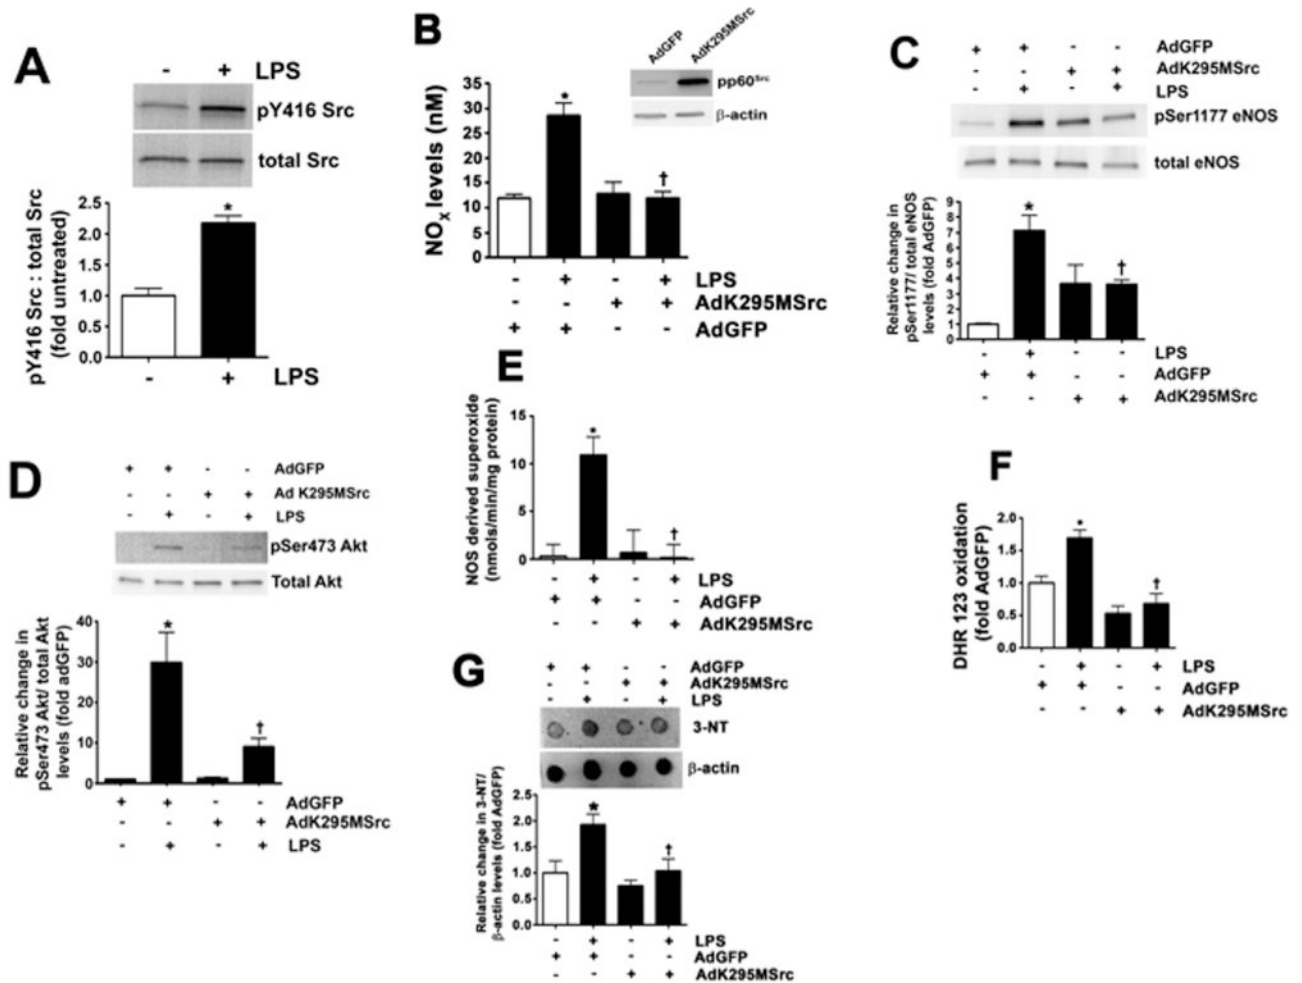 A
- + LPS
pY416 Src
total Src
pY416 Src : total Src
(fold untreated)
2.5
2.0
1.5
1.0
0.5
0.0
*
- + LPS
B
AdGFP
AdK295MSrc
pp60Src
β-actin
NOX levels (nM)
35
30
25
20
15
10
5
0
*
†
- + - + LPS
- - + + AdK295MSrc
+ + - - AdGFP
C
+ + - - AdGFP
- - + + AdK295MSrc
- + - + LPS
pSer1177 eNOS
total eNOS
Relative change in
pSer1177/ total eNOS
levels (fold AdGFP)
9
8
7
6
5
4
3
2
1
0
*
†
- + - + LPS
+ + - - AdGFP
- - + + AdK295MSrc
D
+ + - - AdGFP
- - + + Ad K295MSrc
- + - + LPS
pSer473 Akt
Total Akt
Relative change in
pSer473 Akt/ total Akt
levels (fold adGFP)
40
30
20
10
0
*
†
+ + - - AdGFP
- - + + AdK295MSrc
- + - + LPS
E
NOS derived superoxide
(nmols/min/mg protein)
15
10
5
0
*
†
- + - + LPS
+ + - - AdGFP
- - + + AdK295MSrc
F
DHR 123 oxidation
(fold AdGFP)
2.0
1.5
1.0
0.5
0.0
*
†
- + - + LPS
+ + - - AdGFP
- - + + AdK295MSrc
G
+ + - - AdGFP
- - + + AdK295MSrc
- + - + LPS
3-NT
β-actin
Relative change in 3-NT/
β-actin levels (fold AdGFP)
2.5
2.0
1.5
1.0
0.5
0.0
*
†
- + - + LPS
+ + - - AdGFP
- - + + AdK295MSrc